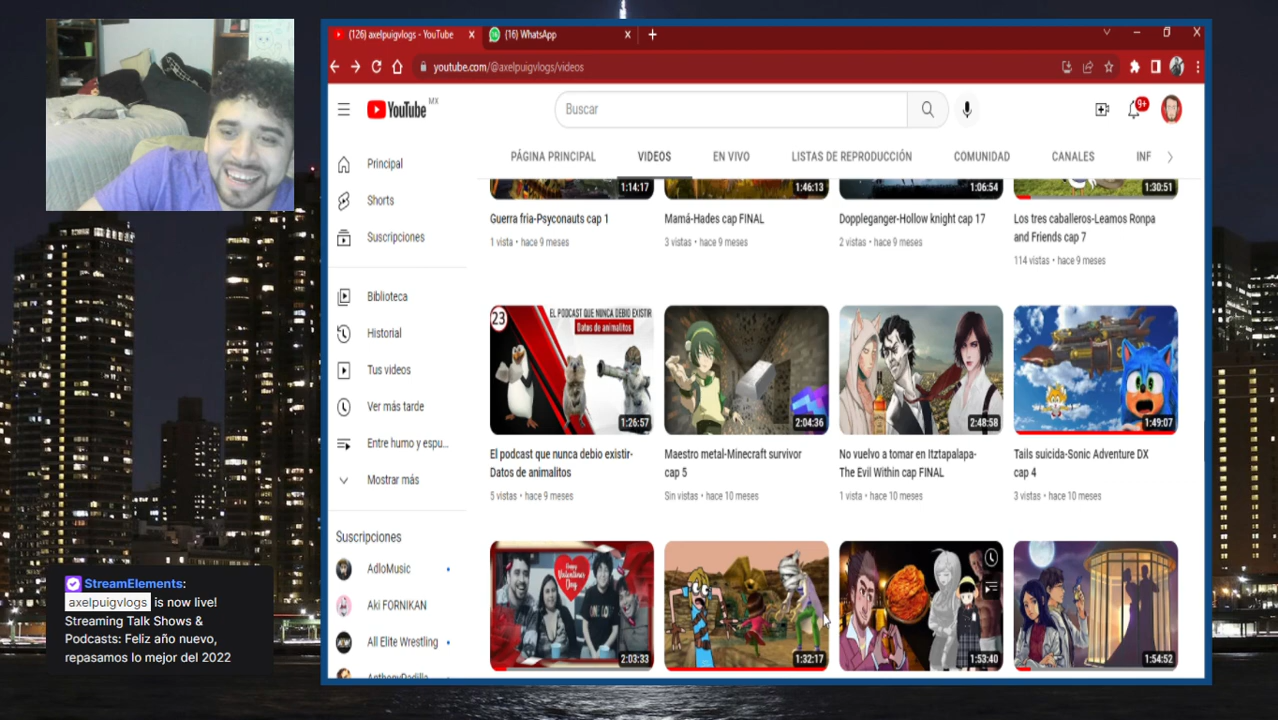 (126) axelpuigvlogs - YouTube
(16) WhatsApp
youtube.com/@axelpuigvlogs/videos
YouTube MX
Buscar
9+
PÁGINA PRINCIPAL VIDEOS EN VIVO LISTAS DE REPRODUCCIÓN COMUNIDAD CANALES INF
Principal
Shorts
Suscripciones
Biblioteca
Historial
Tus videos
Ver más tarde
Entre humo y espu...
Mostrar más
Suscripciones
AdloMusic
Aki FORNIKAN
All Elite Wrestling
AnthonyPadilla
1:14:17
Guerra fria-Psyconauts cap 1
1 vista • hace 9 meses
1:46:13
Mamá-Hades cap FINAL
3 vistas • hace 9 meses
1:06:54
Doppleganger-Hollow knight cap 17
2 vistas • hace 9 meses
1:30:51
Los tres caballeros-Leamos Ronpa
and Friends cap 7
114 vistas • hace 9 meses
23
EL PODCAST QUE NUNCA DEBIO EXISTIR
Datos de animalitos
1:26:57
El podcast que nunca debio existir-
Datos de animalitos
5 vistas • hace 9 meses
2:04:36
Maestro metal-Minecraft survivor
cap 5
Sin vistas • hace 10 meses
2:48:58
No vuelvo a tomar en Itztapalapa-
The Evil Within cap FINAL
1 vista • hace 10 meses
1:49:07
Tails suicida-Sonic Adventure DX
cap 4
3 vistas • hace 10 meses
Happy
Valentine's
Day
2:03:33
1:32:17
1:53:40
1:54:52
StreamElements:
axelpuigvlogs is now live!
Streaming Talk Shows &
Podcasts: Feliz año nuevo,
repasamos lo mejor del 2022